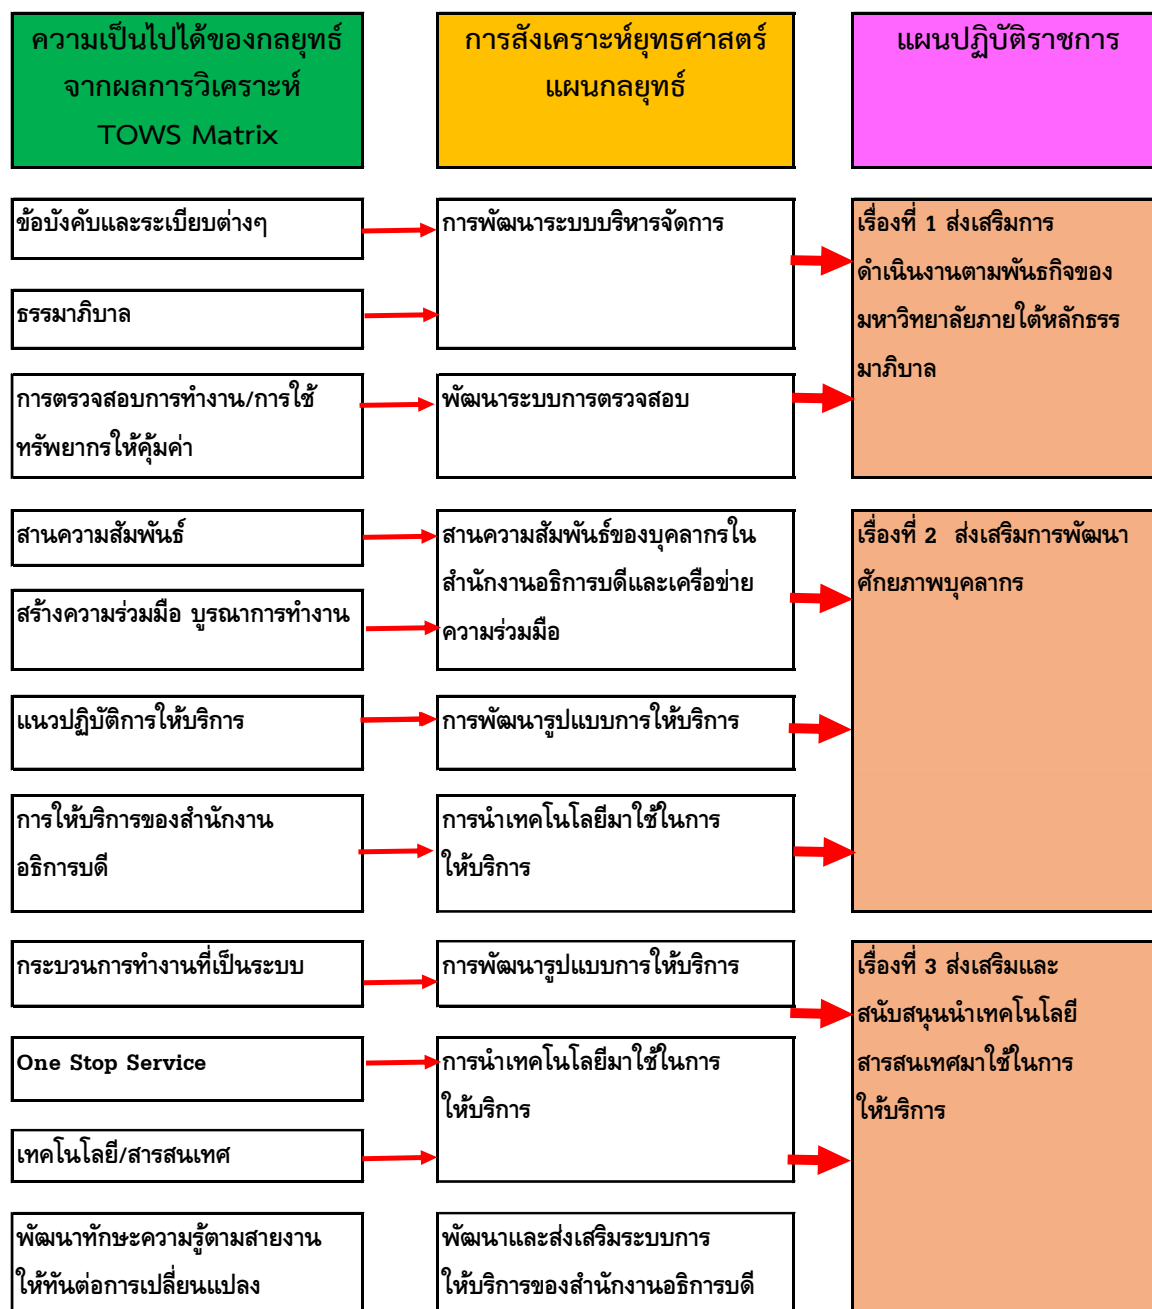 ความเป็นไปได้ของกลยุทธ์
จากผลการวิเคราะห์
TOWS Matrix
การสังเคราะห์ยุทธศาสตร์
แผนกลยุทธ์
แผนปฏิบัติราชการ
ข้อบังคับและระเบียบต่างๆ
ธรรมาภิบาล
การพัฒนาระบบบริหารจัดการ
การตรวจสอบการทำงาน/การใช้
ทรัพยากรให้คุ้มค่า
พัฒนาระบบการตรวจสอบ
เรื่องที่ 1 ส่งเสริมการ
ดำเนินงานตามพันธกิจของ
มหาวิทยาลัยภายใต้หลักธรร
มาภิบาล
สานความสัมพันธ์
สร้างความร่วมมือ บูรณาการทำงาน
สานความสัมพันธ์ของบุคลากรใน
สำนักงานอธิการบดีและเครือข่าย
ความร่วมมือ
แนวปฏิบัติการให้บริการ
การพัฒนารูปแบบการให้บริการ
การให้บริการของสำนักงาน
อธิการบดี
การนำเทคโนโลยีมาใช้ในการ
ให้บริการ
เรื่องที่ 2 ส่งเสริมการพัฒนา
ศักยภาพบุคลากร
กระบวนการทำงานที่เป็นระบบ
การพัฒนารูปแบบการให้บริการ
One Stop Service
เทคโนโลยี/สารสนเทศ
การนำเทคโนโลยีมาใช้ในการ
ให้บริการ
พัฒนาทักษะความรู้ตามสายงาน
ให้ทันต่อการเปลี่ยนแปลง
พัฒนาและส่งเสริมระบบการ
ให้บริการของสำนักงานอธิการบดี
เรื่องที่ 3 ส่งเสริมและ
สนับสนุนนำเทคโนโลยี
สารสนเทศมาใช้ในการ
ให้บริการ